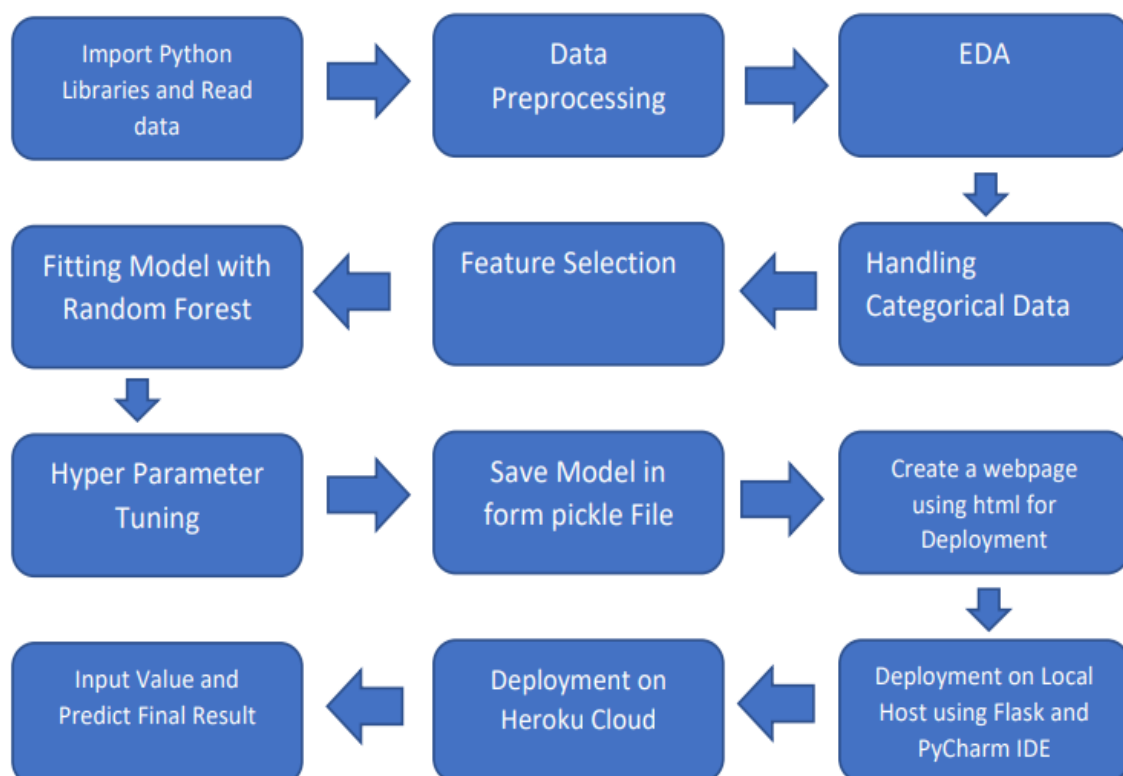 Import Python
Libraries and Read
data
Data
Preprocessing
EDA
Handling
Categorical Data
Feature Selection
Fitting Model with
Random Forest
Hyper Parameter
Tuning
Save Model in
form pickle File
Create a webpage
using html for
Deployment
Deployment on Local
Host using Flask and
PyCharm IDE
Deployment on
Heroku Cloud
Input Value and
Predict Final Result